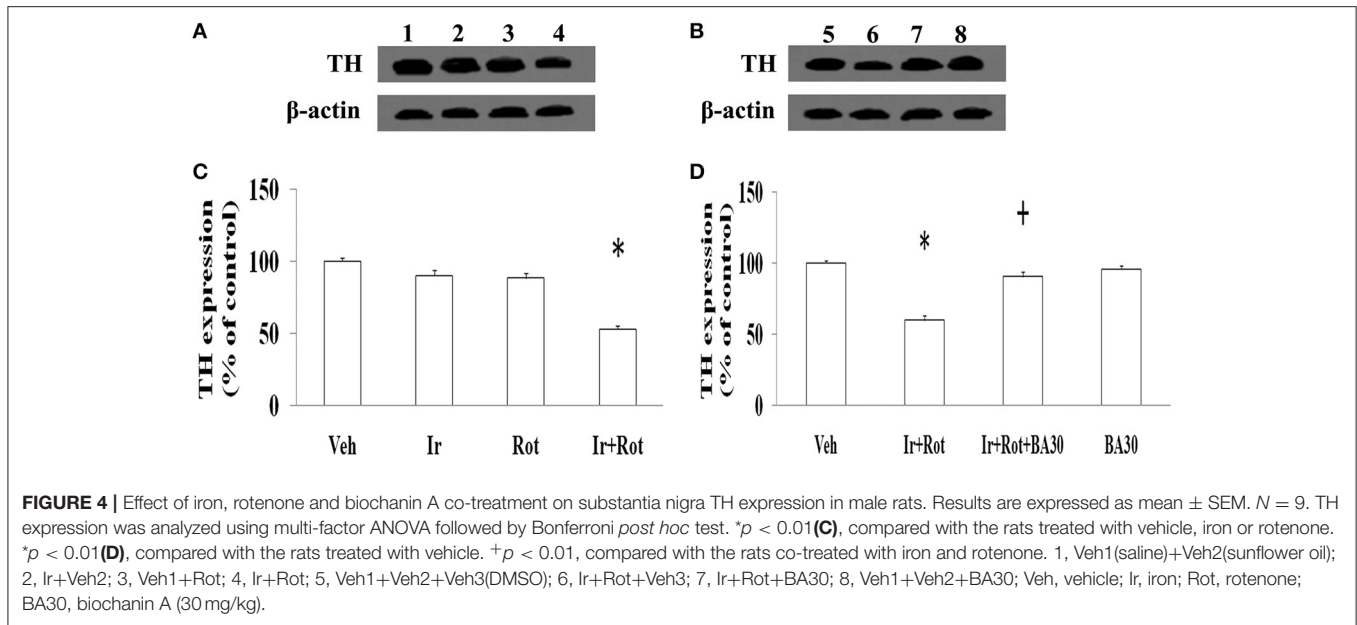 A
1 2 3 4
TH
β-actin
B
5 6 7 8
TH
β-actin
C
TH expression
(% of control)
150
100
50
0
*
Veh Ir Rot Ir+Rot
D
TH expression
(% of control)
150
100
50
0
*
+
Veh Ir+Rot Ir+Rot+BA30 BA30
FIGURE 4 | Effect of iron, rotenone and biochanin A co-treatment on substantia nigra TH expression in male rats. Results are expressed as mean ± SEM. N = 9. TH
expression was analyzed using multi-factor ANOVA followed by Bonferroni post hoc test. *p < 0.01(C), compared with the rats treated with vehicle, iron or rotenone.
*p < 0.01(D), compared with the rats treated with vehicle. +p < 0.01, compared with the rats co-treated with iron and rotenone. 1, Veh1(saline)+Veh2(sunflower oil);
2, Ir+Veh2; 3, Veh1+Rot; 4, Ir+Rot; 5, Veh1+Veh2+Veh3(DMSO); 6, Ir+Rot+Veh3; 7, Ir+Rot+BA30; 8, Veh1+Veh2+BA30; Veh, vehicle; Ir, iron; Rot, rotenone;
BA30, biochanin A (30 mg/kg).